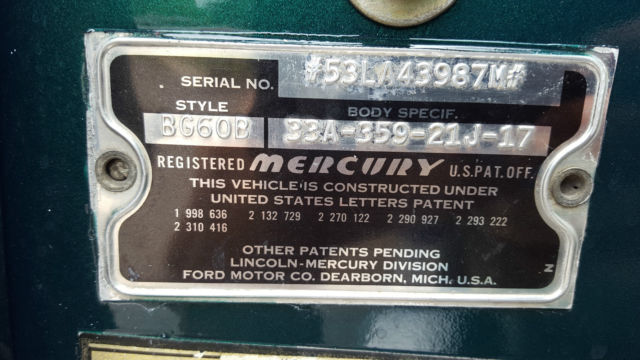 SERIAL NO. #53LA43987M#
STYLE BODY SPECIF.
BG60B 33A-359-21J-17
REGISTERED MERCURY U.S. PAT. OFF.
THIS VEHICLE IS CONSTRUCTED UNDER
UNITED STATES LETTERS PATENT
1 998 636 2 132 729 2 270 122 2 290 927 2 293 222
2 310 416
OTHER PATENTS PENDING
LINCOLN-MERCURY DIVISION
FORD MOTOR CO. DEARBORN, MICH. U.S.A.
N